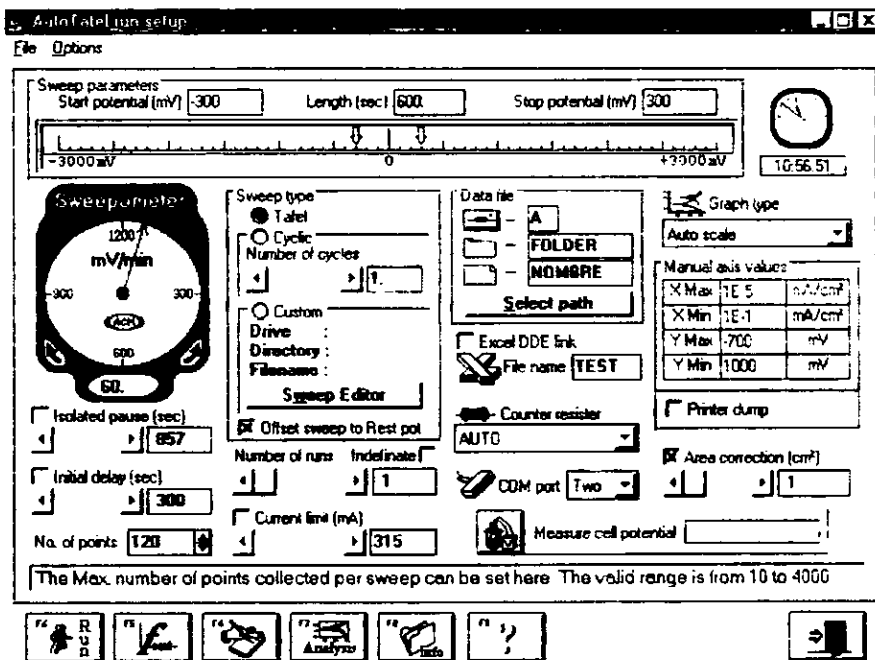 AutoTafel run setup
File Options
Sweep parameters
Start potential (mV) -300 Length (sec) 600. Stop potential (mV) 300
-3000mV 0 +3000mV
10:56.51
Sweepometer
1200
mV/min
900 300
ACM
600
60.
Isolated pause (sec)
857
Initial delay (sec)
300
No. of points 120
Sweep type
Tafel
Cyclic
Number of cycles
1.
Custom
Drive :
Directory :
Filename :
Sweep Editor
Offset sweep to Rest pot
Number of runs Indefinate
1
Current limit (mA)
315
Data file
A
FOLDER
NOMBRE
Select path
Excel DDE link
File name TEST
Counter resistor
AUTO
COM port Two
Measure cell potential
Graph type
Auto scale
Manual axis values
X Max 1E-5 mA/cm²
X Min 1E-1 mA/cm²
Y Max -700 mV
Y Min 1000 mV
Printer dump
Area correction (cm²)
1
The Max. number of points collected per sweep can be set here The valid range is from 10 to 4000
Run
F7 Analysis
Info